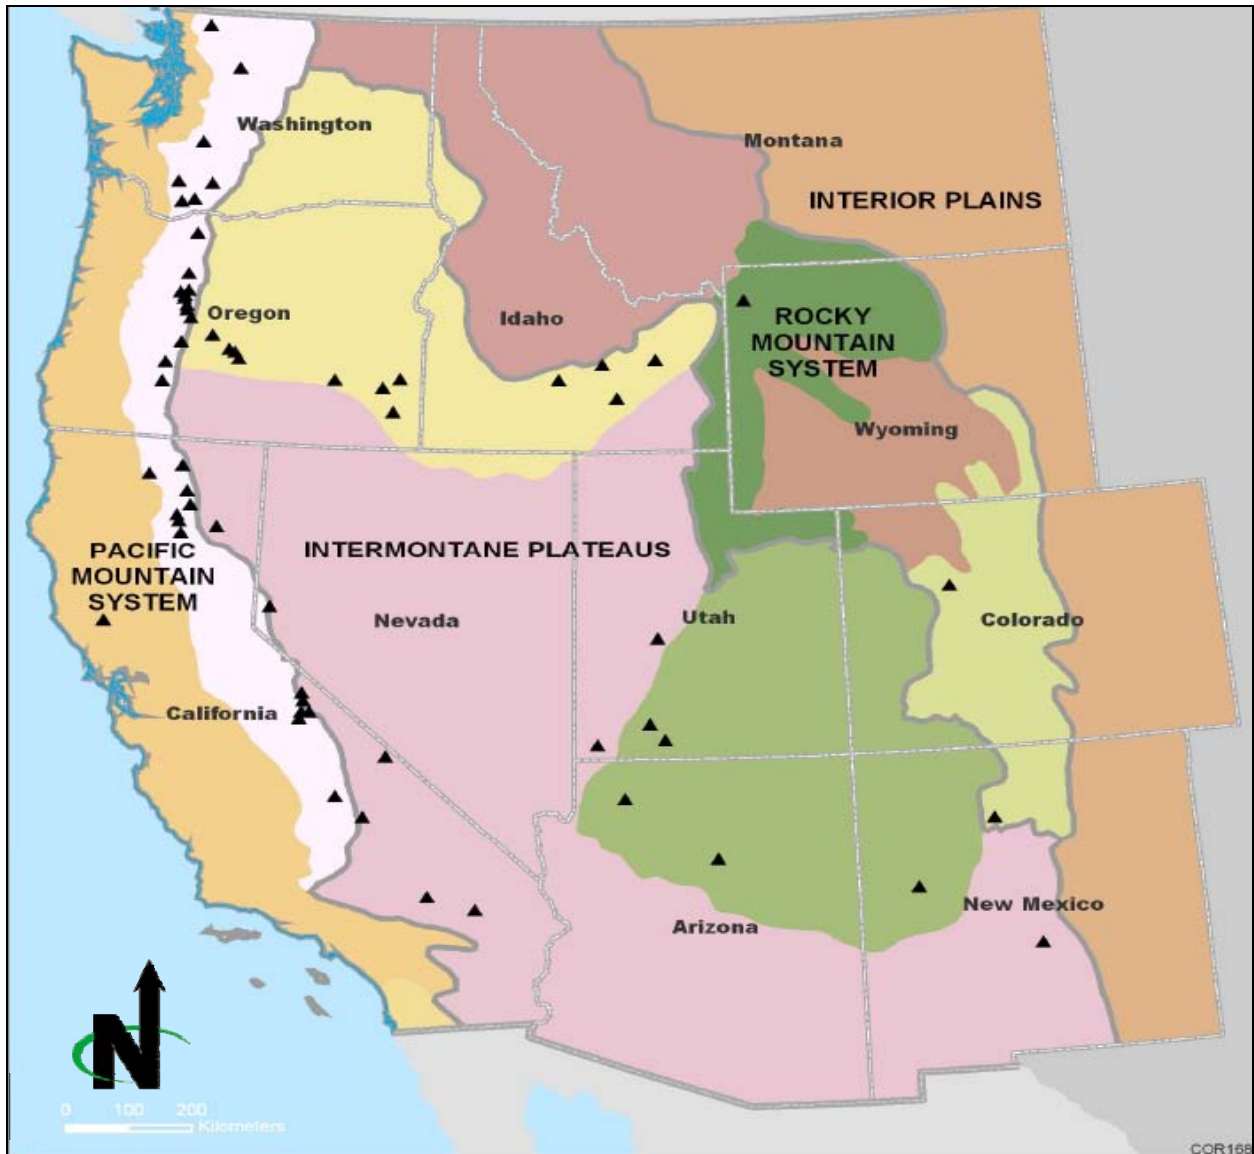 Washington
Montana
INTERIOR PLAINS
Oregon
Idaho
ROCKY
MOUNTAIN
SYSTEM
Wyoming
PACIFIC
MOUNTAIN
SYSTEM
INTERMONTANE PLATEAUS
Nevada
Utah
Colorado
California
Arizona
New Mexico
N
0 100 200
Kilometers
COR168